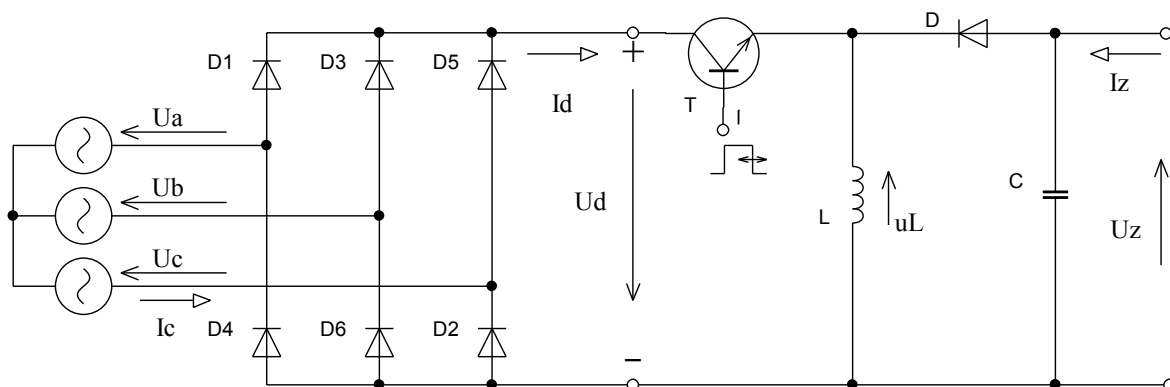 D1 D3 D5 Id + T I D Iz
Ua
Ub
Uc
Ic
D4 D6 D2
Ud
−
L uL C Uz